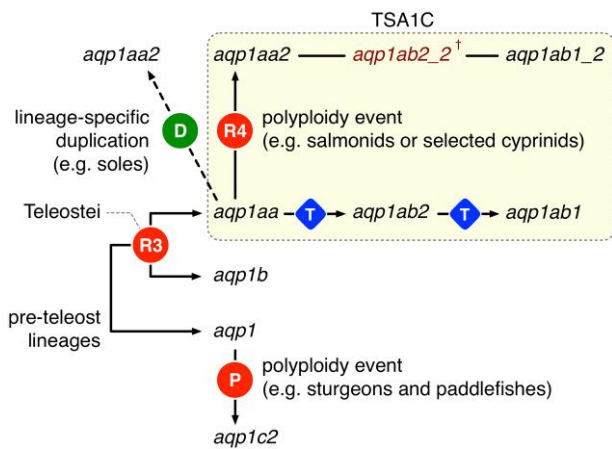 TSA1C
aqp1aa2
aqp1aa2
aqp1ab2_2†
aqp1ab1_2
lineage-specific
duplication
(e.g. soles)
D
R4
polyploidy event
(e.g. salmonids or selected cyprinids)
Teleostei
aqp1aa
T
aqp1ab2
T
aqp1ab1
R3
aqp1b
pre-teleost
lineages
aqp1
P
polyploidy event
(e.g. sturgeons and paddlefishes)
aqp1c2